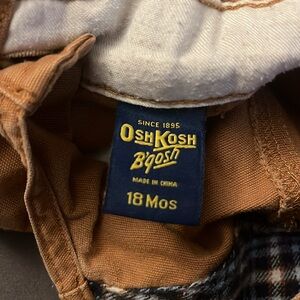 SINCE 1895
OSHKOSH
B'gosh
MADE IN CHINA
18 Mos